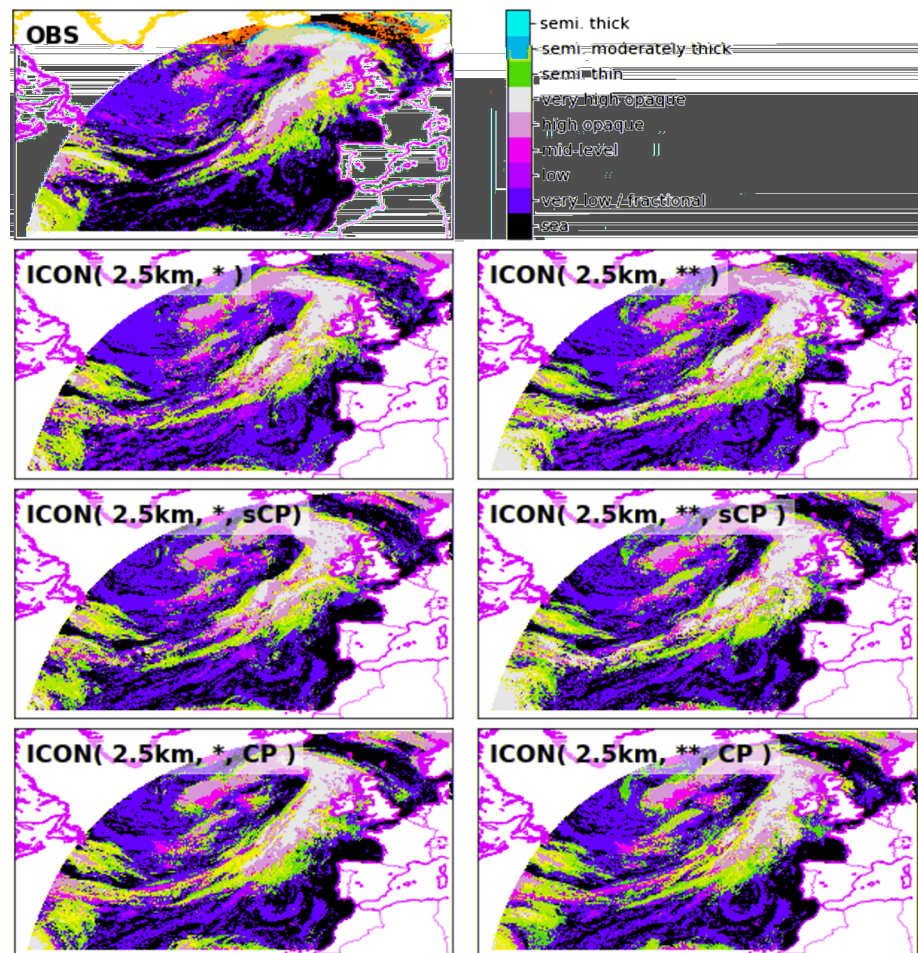 OBS
semi. thick
semi. moderately thick
semi. thin
very high opaque
high opaque
mid-level
low
very low / fractional
sea
ICON( 2.5km, * )
ICON( 2.5km, ** )
ICON( 2.5km, *, sCP)
ICON( 2.5km, **, sCP )
ICON( 2.5km, * , CP )
ICON( 2.5km, **, CP )